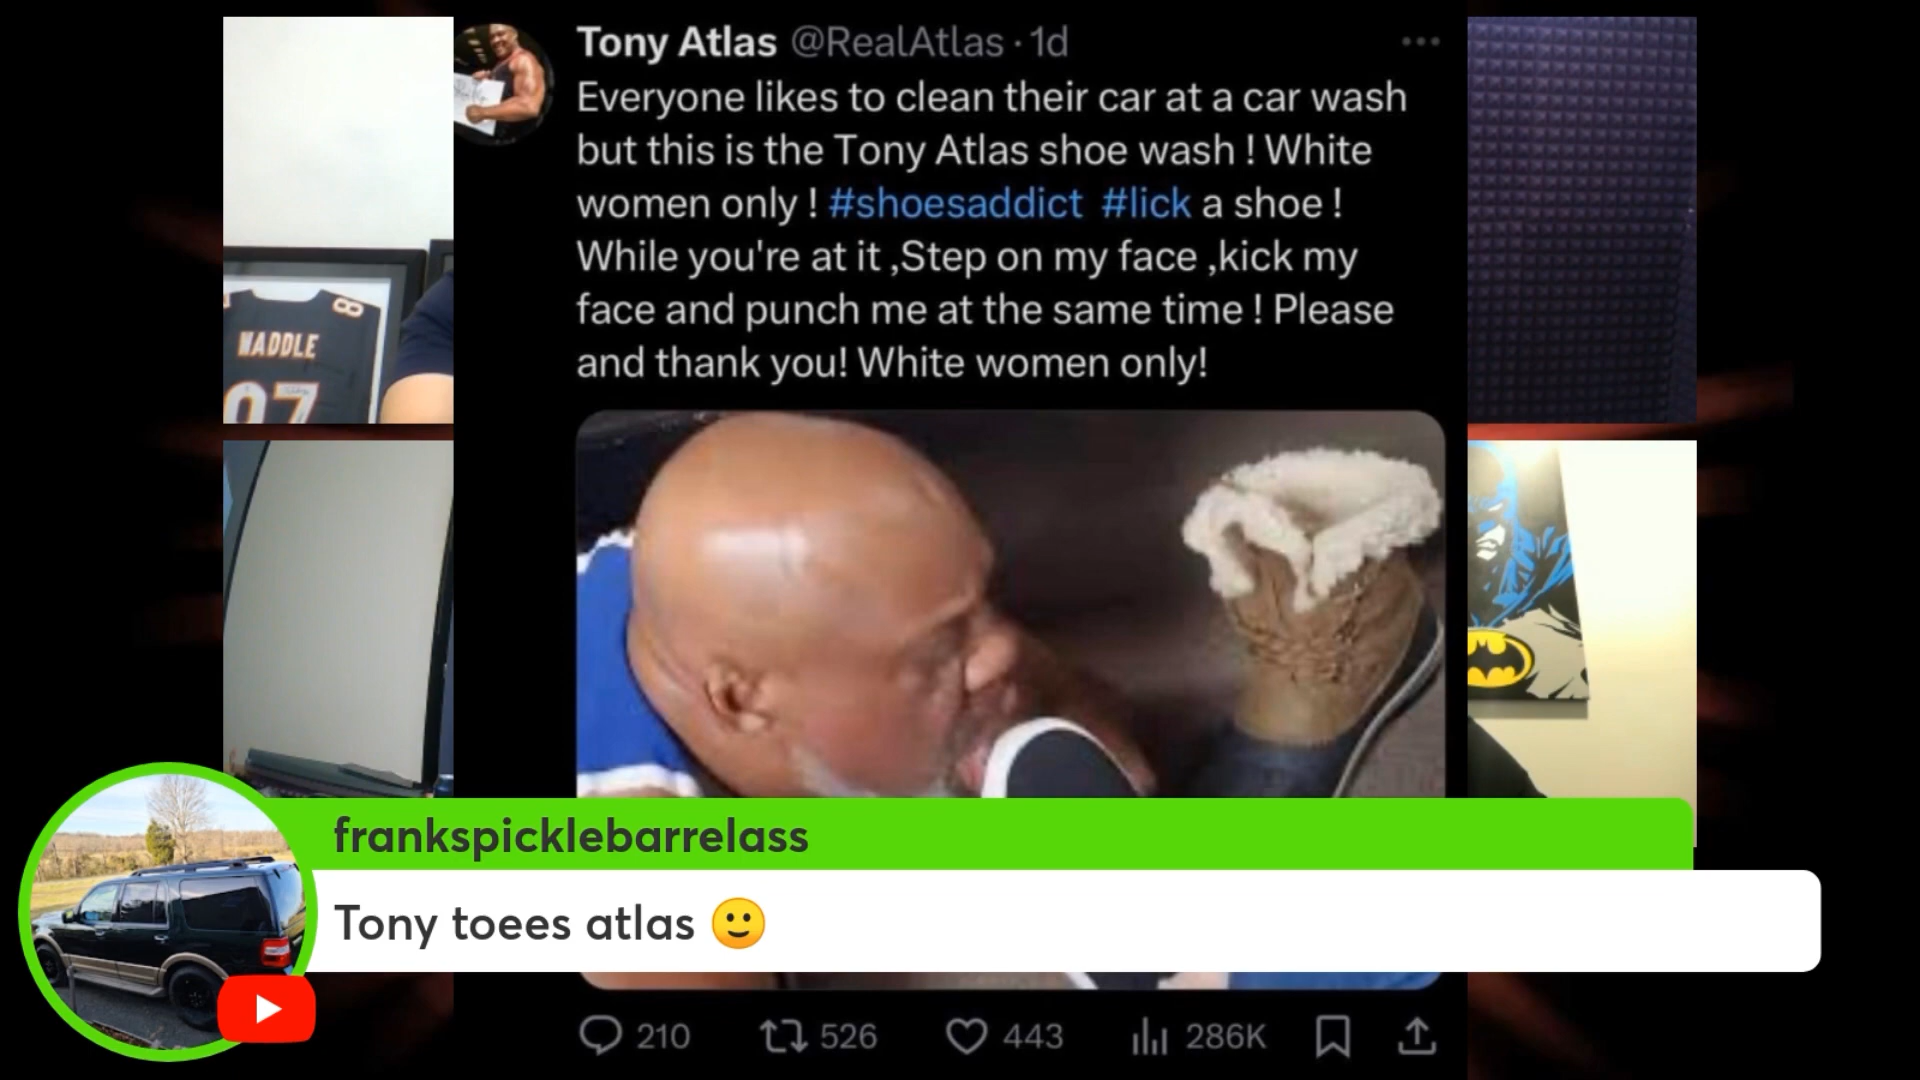 Tony Atlas @RealAtlas · 1d
Everyone likes to clean their car at a car wash
but this is the Tony Atlas shoe wash ! White
women only ! #shoesaddict #lick a shoe !
While you're at it ,Step on my face ,kick my
face and punch me at the same time ! Please
and thank you! White women only!
8
WADDLE
97
frankspicklebarrelass
Tony toees atlas 🙂
210 526 443 286K